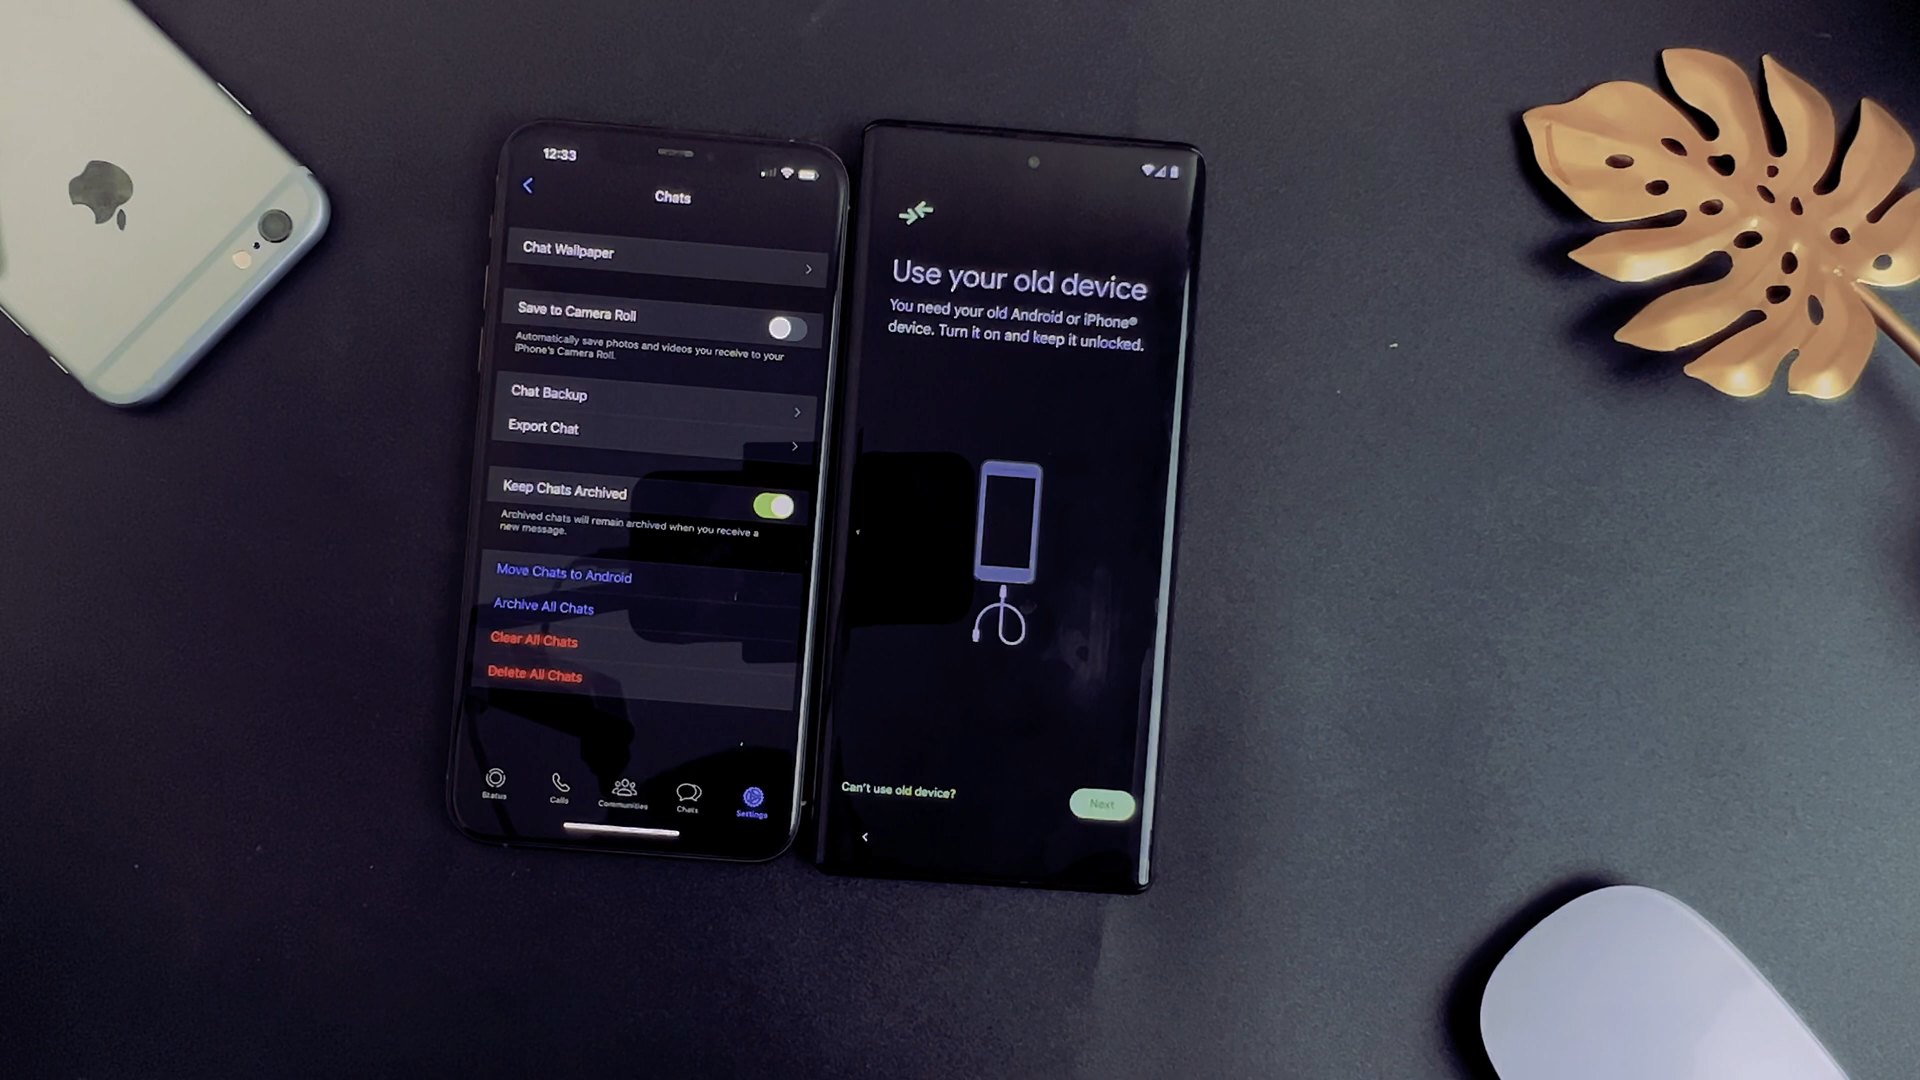 12:33
Chats
Chat Wallpaper
Save to Camera Roll
Automatically save photos and videos you receive to your
iPhone's Camera Roll.
Chat Backup
Export Chat
Keep Chats Archived
Archived chats will remain archived when you receive a
new message.
Move Chats to Android
Archive All Chats
Clear All Chats
Delete All Chats
Status
Calls
Communities
Chats
Settings
Use your old device
You need your old Android or iPhone®
device. Turn it on and keep it unlocked.
Can't use old device?
Next